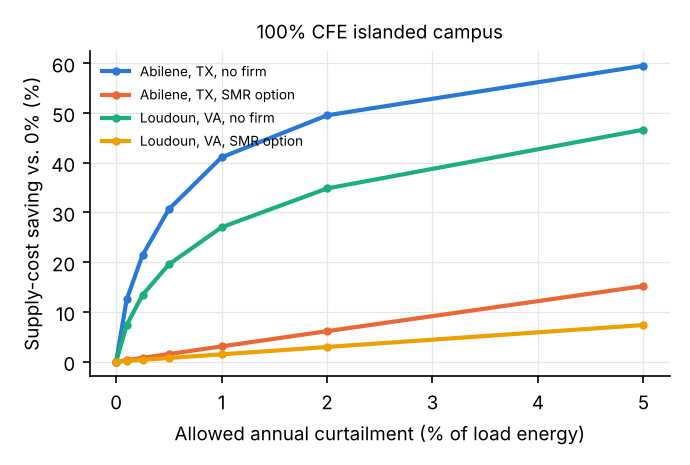 100% CFE islanded campus
Supply-cost saving vs. 0% (%)
60
50
40
30
20
10
0
Abilene, TX, no firm
Abilene, TX, SMR option
Loudoun, VA, no firm
Loudoun, VA, SMR option
0 1 2 3 4 5
Allowed annual curtailment (% of load energy)